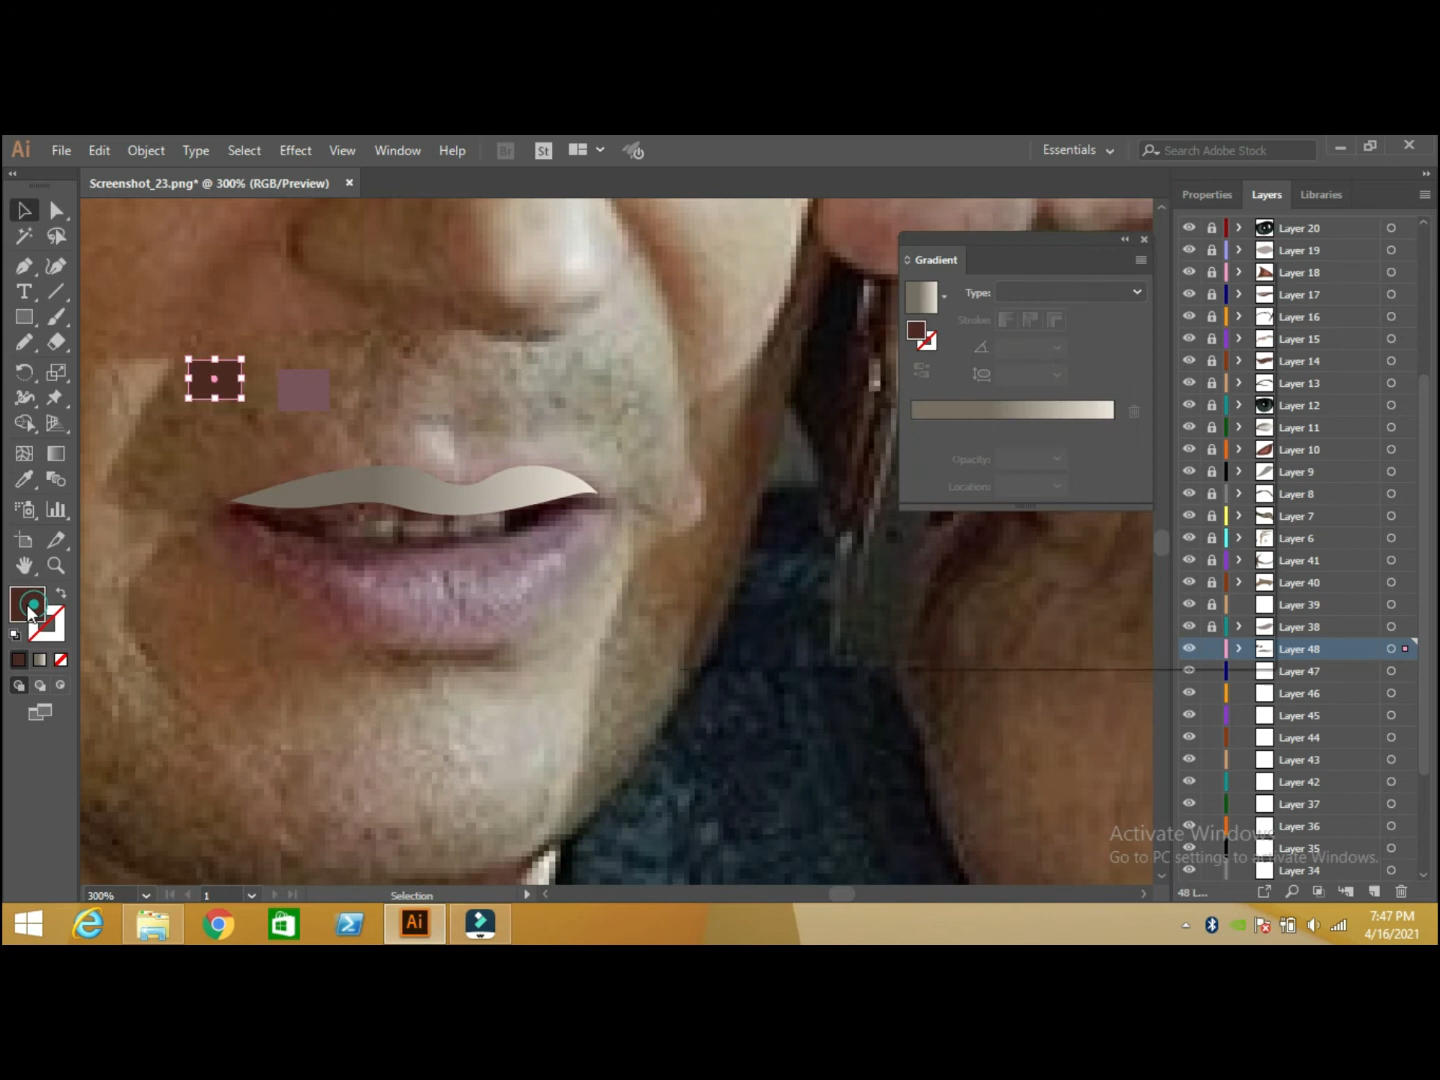 Ai File Edit Object Type Select Effect View Window Help Br St Essentials Search Adobe Stock
Screenshot_23.png* @ 300% (RGB/Preview)
Properties Layers Libraries
Gradient
Type:
Stroke:
Opacity:
Location:
Layer 20
Layer 19
Layer 18
Layer 17
Layer 16
Layer 15
Layer 14
Layer 13
Layer 12
Layer 11
Layer 10
Layer 9
Layer 8
Layer 7
Layer 6
Layer 41
Layer 40
Layer 39
Layer 38
Layer 48
Layer 47
Layer 46
Layer 45
Layer 44
Layer 43
Layer 42
Layer 37
Layer 36
Layer 35
Layer 34
Activate Windows
Go to PC settings to activate Windows.
300% 1 Selection
48 L...
Ai
7:47 PM
4/16/2021